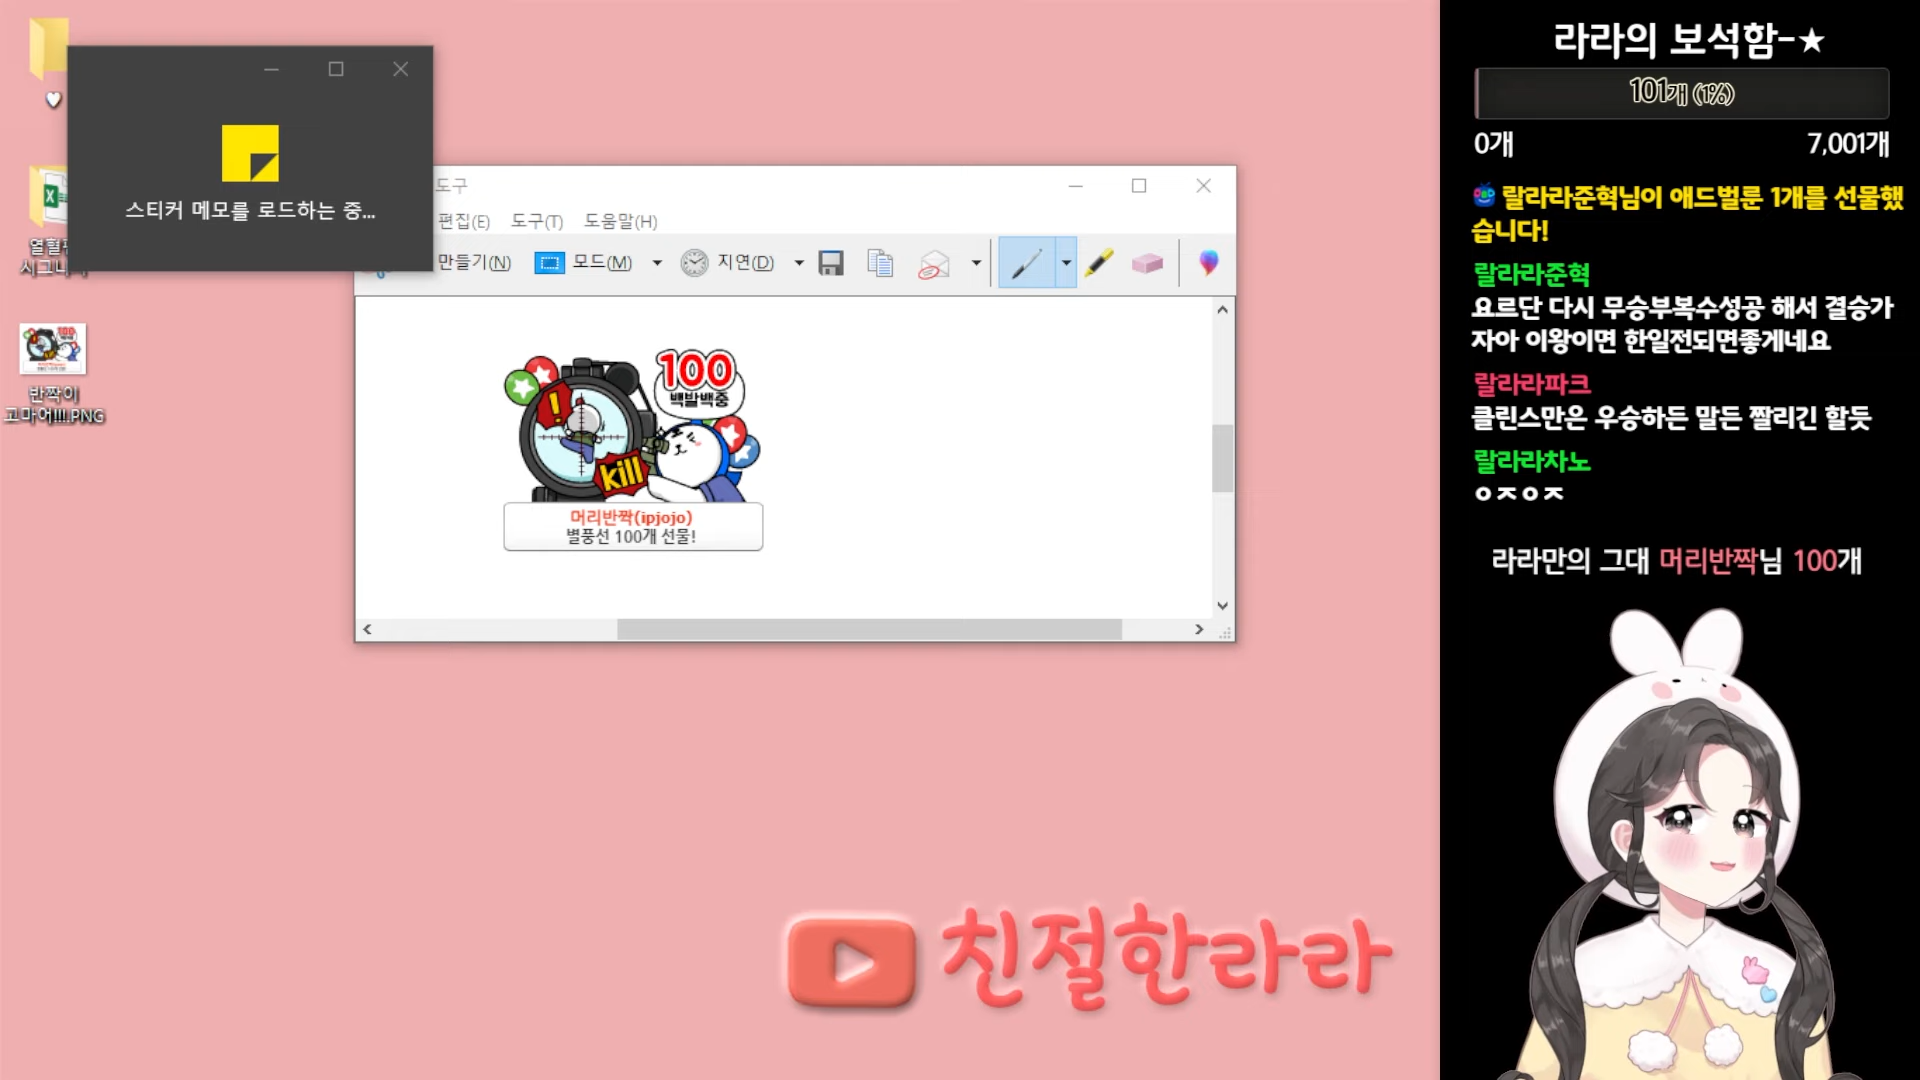 스티커 메모를 로드하는 중...
도구
편집(E) 도구(T) 도움말(H)
만들기(N) 모드(M) 지연(D)
100
백발백중
!
kill
머리반짝(ipjojo)
별풍선 100개 선물!
반짝이
고마어!!!.PNG
친절한라라
라라의 보석함-★
101개 (1%)
0개 7,001개
랄라라준혁님이 애드벌룬 1개를 선물했
습니다!
랄라라준혁
요르단 다시 무승부복수성공 해서 결승가
자아 이왕이면 한일전되면좋게네요
랄라라파크
클린스만은 우승하든 말든 짤리긴 할듯
랄라라차노
ㅇㅈㅇㅈ
라라만의 그대 머리반짝님 100개